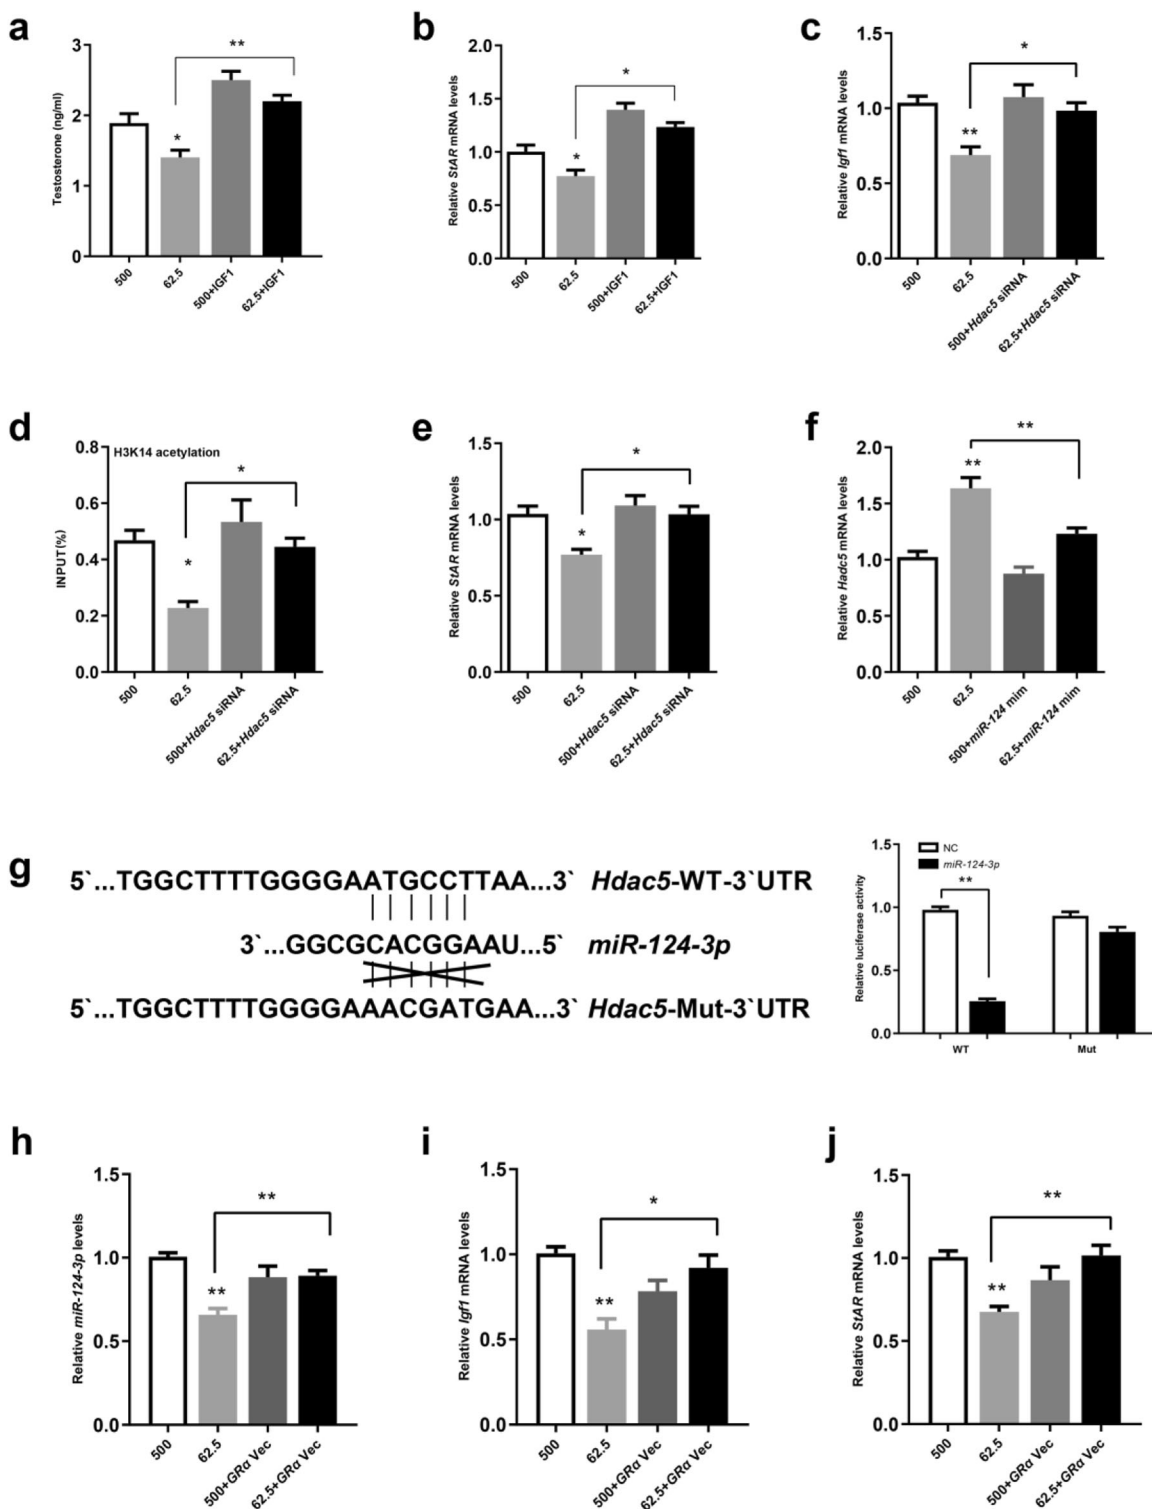 a
Testosterone (ng/ml)
3
2
1
0
**
*
500
62.5
500+IGF1
62.5+IGF1
b
Relative StAR mRNA levels
2.0
1.5
1.0
0.5
0.0
*
*
500
62.5
500+IGF1
62.5+IGF1
c
Relative Igf1 mRNA levels
1.5
1.0
0.5
0.0
*
**
500
62.5
500+Hdac5 siRNA
62.5+Hdac5 siRNA
d
H3K14 acetylation
INPUT(%)
0.8
0.6
0.4
0.2
0.0
*
*
500
62.5
500+Hdac5 siRNA
62.5+Hdac5 siRNA
e
Relative StAR mRNA levels
1.5
1.0
0.5
0.0
*
*
500
62.5
500+Hdac5 siRNA
62.5+Hdac5 siRNA
f
Relative Hadc5 mRNA levels
2.0
1.5
1.0
0.5
0.0
**
**
500
62.5
500+miR-124 mim
62.5+miR-124 mim
g
5`...TGGCTTTTGGGGAATGCCTTAA...3` Hdac5-WT-3`UTR
3`...GGCGCACGGAAU...5` miR-124-3p
5`...TGGCTTTTGGGGAAACGATGAA...3` Hdac5-Mut-3`UTR
Relative luciferase activity
1.5
1.0
0.5
0.0
NC
miR-124-3p
**
WT
Mut
h
Relative miR-124-3p levels
1.5
1.0
0.5
0.0
**
**
500
62.5
500+GRα Vec
62.5+GRα Vec
i
Relative Igf1 mRNA levels
1.5
1.0
0.5
0.0
*
**
500
62.5
500+GRα Vec
62.5+GRα Vec
j
Relative StAR mRNA levels
1.5
1.0
0.5
0.0
**
**
500
62.5
500+GRα Vec
62.5+GRα Vec